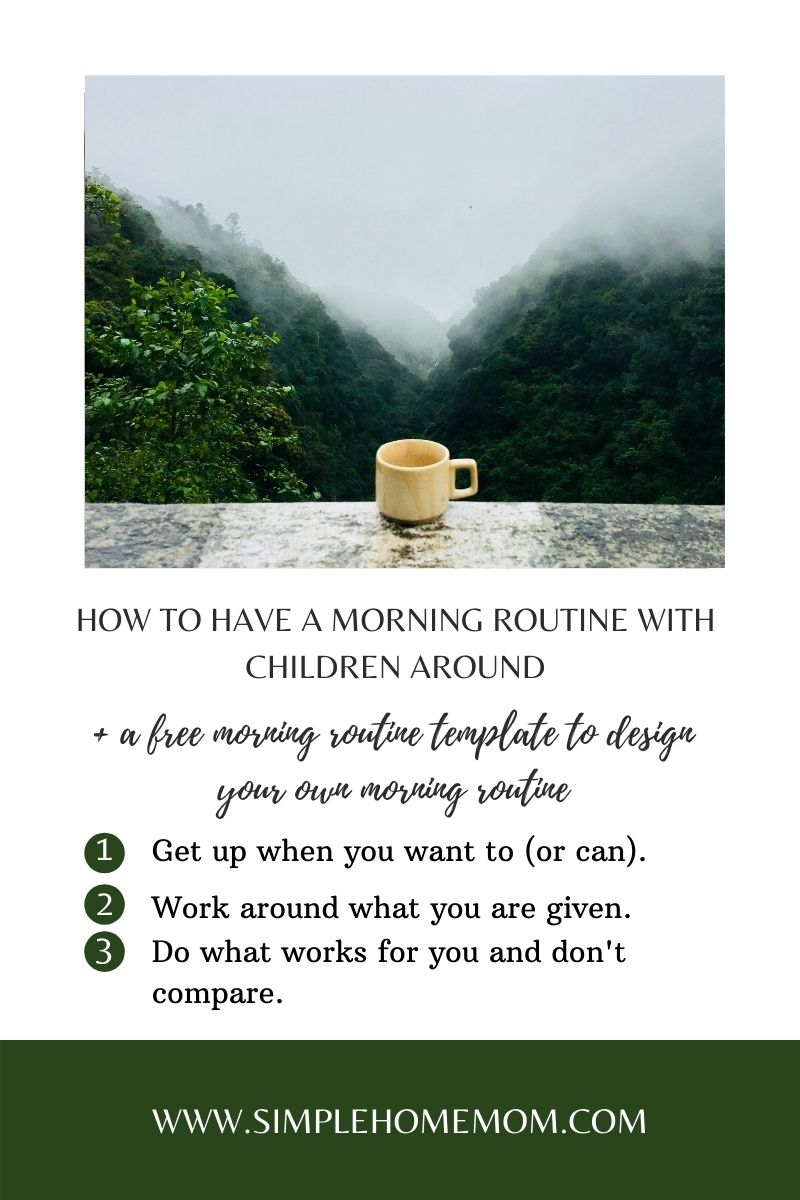 HOW TO HAVE A MORNING ROUTINE WITH
CHILDREN AROUND
+ a free morning routine template to design
your own morning routine
1 Get up when you want to (or can).
2 Work around what you are given.
3 Do what works for you and don't
compare.
WWW.SIMPLEHOMEMOM.COM